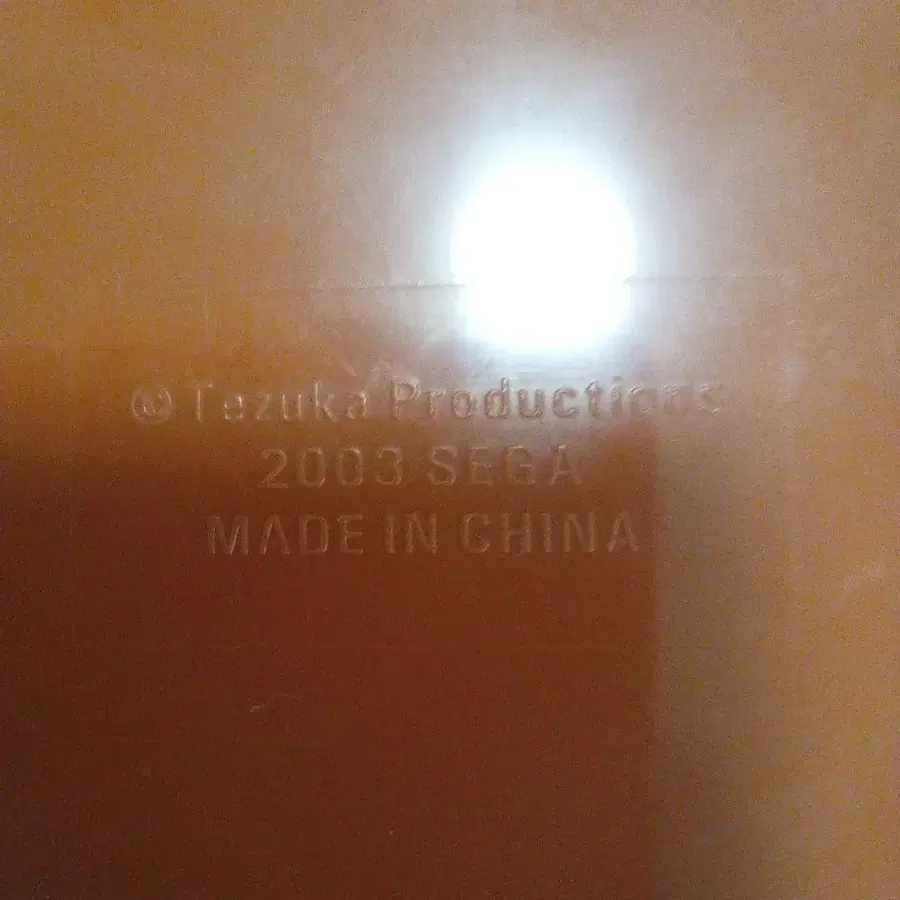 © Tezuka Productions
2003 SEGA
MADE IN CHINA